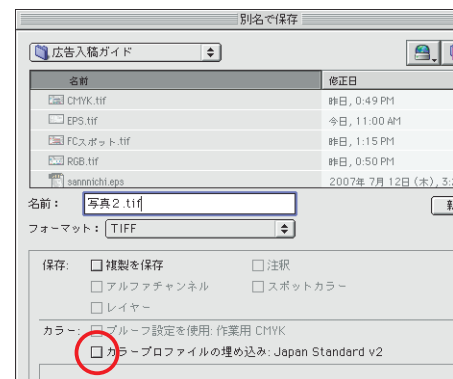 別名で保存
広告入稿ガイド
名前 修正日
CMYK.tif 昨日, 0:49 PM
EPS.tif 今日, 11:00 AM
FCスポット.tif 昨日, 1:15 PM
RGB.tif 昨日, 0:50 PM
sannnichi.eps 2007年 7月 12日 (木), 3:
名前： 写真2.tif
フォーマット： TIFF
保存: 複製を保存 注釈
アルファチャンネル スポットカラー
レイヤー
カラー: プルーフ設定を使用: 作業用 CMYK
カラープロファイルの埋め込み: Japan Standard v2